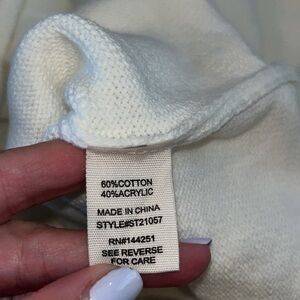 60%COTTON
40%ACRYLIC
MADE IN CHINA
STYLE#ST21057
RN#144251
SEE REVERSE
FOR CARE